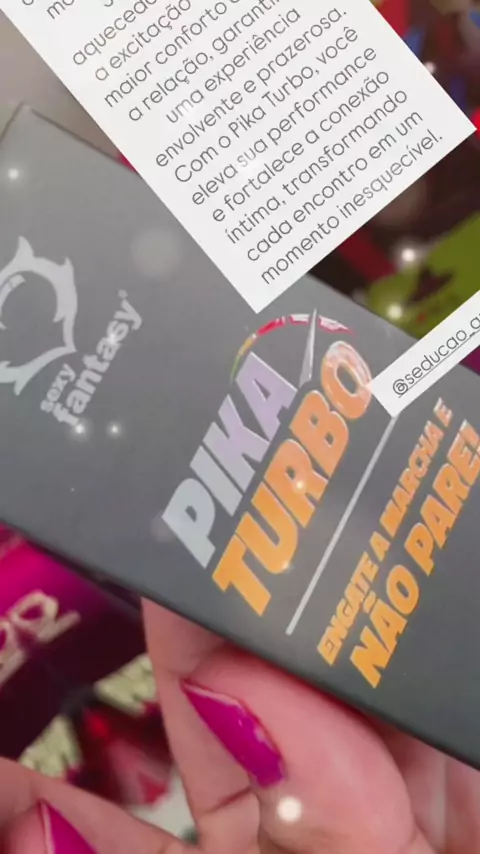 aquecedo
a excitação
maior conforto
a relação, garanti
uma experiência
envolvente e prazerosa.
Com o Pika Turbo, você
eleva sua performance
e fortalece a conexão
íntima, transformando
cada encontro em um
momento inesquecível.
@seducao_
sexy
fantasy
PIKA
TURBO
ENGATE A MARCHA E
NÃO PARE!